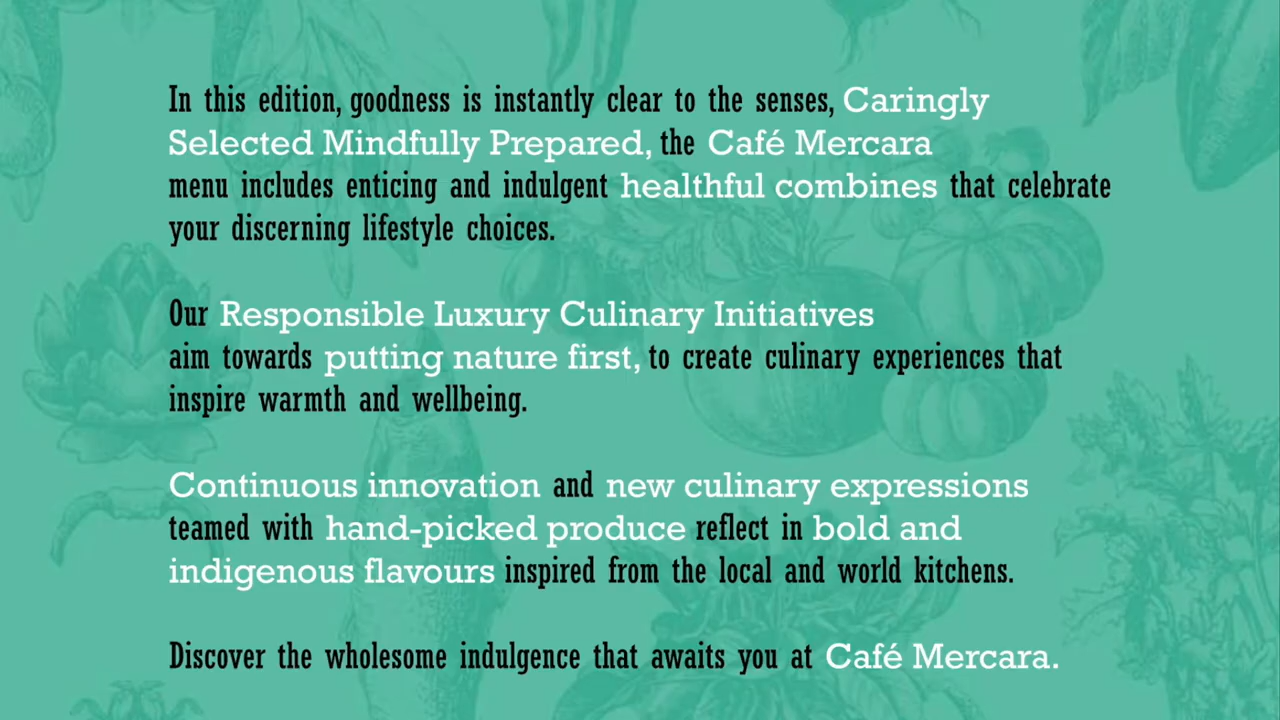 In this edition, goodness is instantly clear to the senses, Caringly
Selected Mindfully Prepared, the Café Mercara
menu includes enticing and indulgent healthful combines that celebrate
your discerning lifestyle choices.
Our Responsible Luxury Culinary Initiatives
aim towards putting nature first, to create culinary experiences that
inspire warmth and wellbeing.
Continuous innovation and new culinary expressions
teamed with hand-picked produce reflect in bold and
indigenous flavours inspired from the local and world kitchens.
Discover the wholesome indulgence that awaits you at Café Mercara.